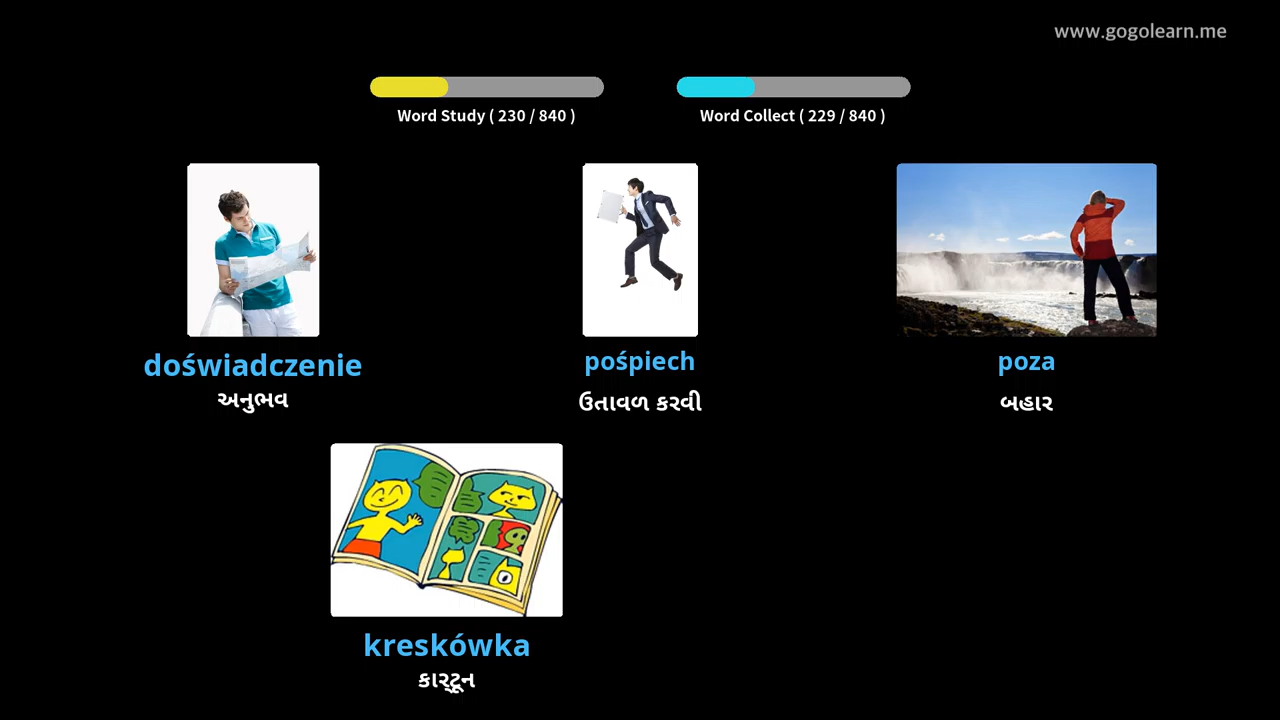 www.gogolearn.me
Word Study ( 230 / 840 )
Word Collect ( 229 / 840 )
doświadczenie
pośpiech
poza
અનુભવ
ઉતાવળ કરવી
બહાર
kreskówka
કાર્ટૂન